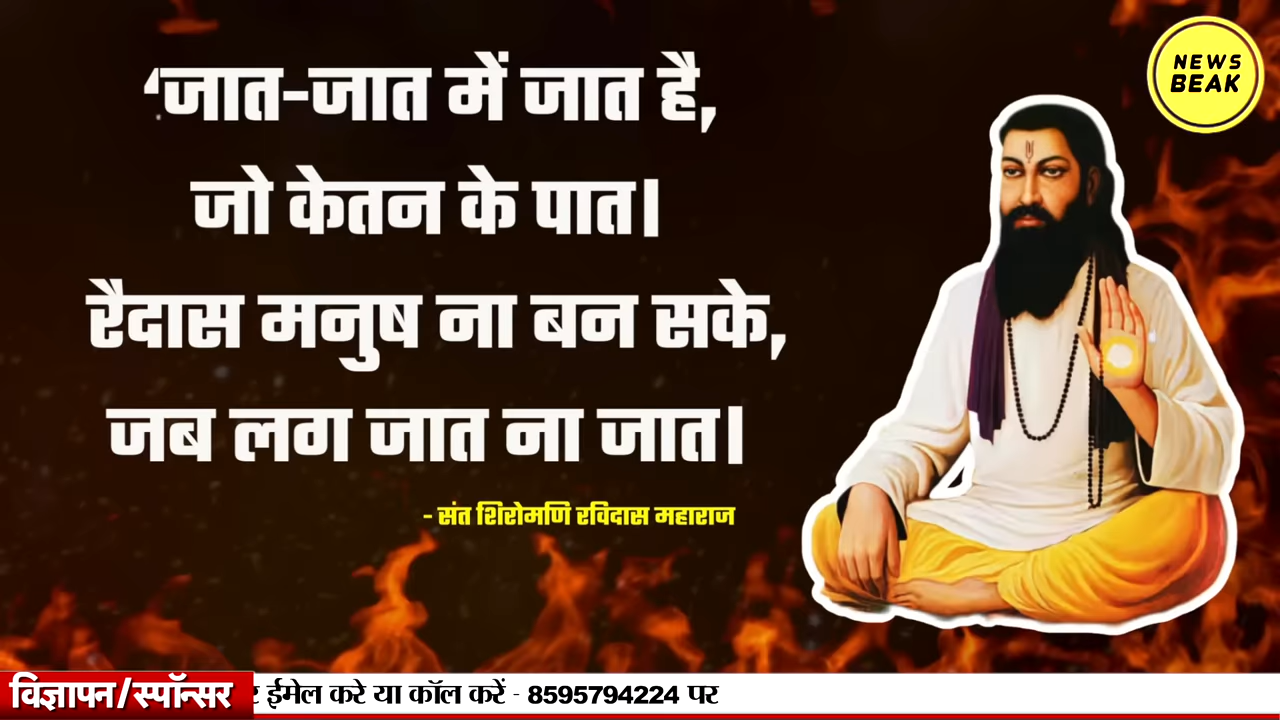 ‘जात-जात में जात है,
जो केतन के पात।
रैदास मनुष ना बन सके,
जब लग जात ना जात।
- संत शिरोमणि रविदास महाराज
NEWS
BEAK
विज्ञापन/स्पॉन्सर
ईमेल करे या कॉल करें - 8595794224 पर